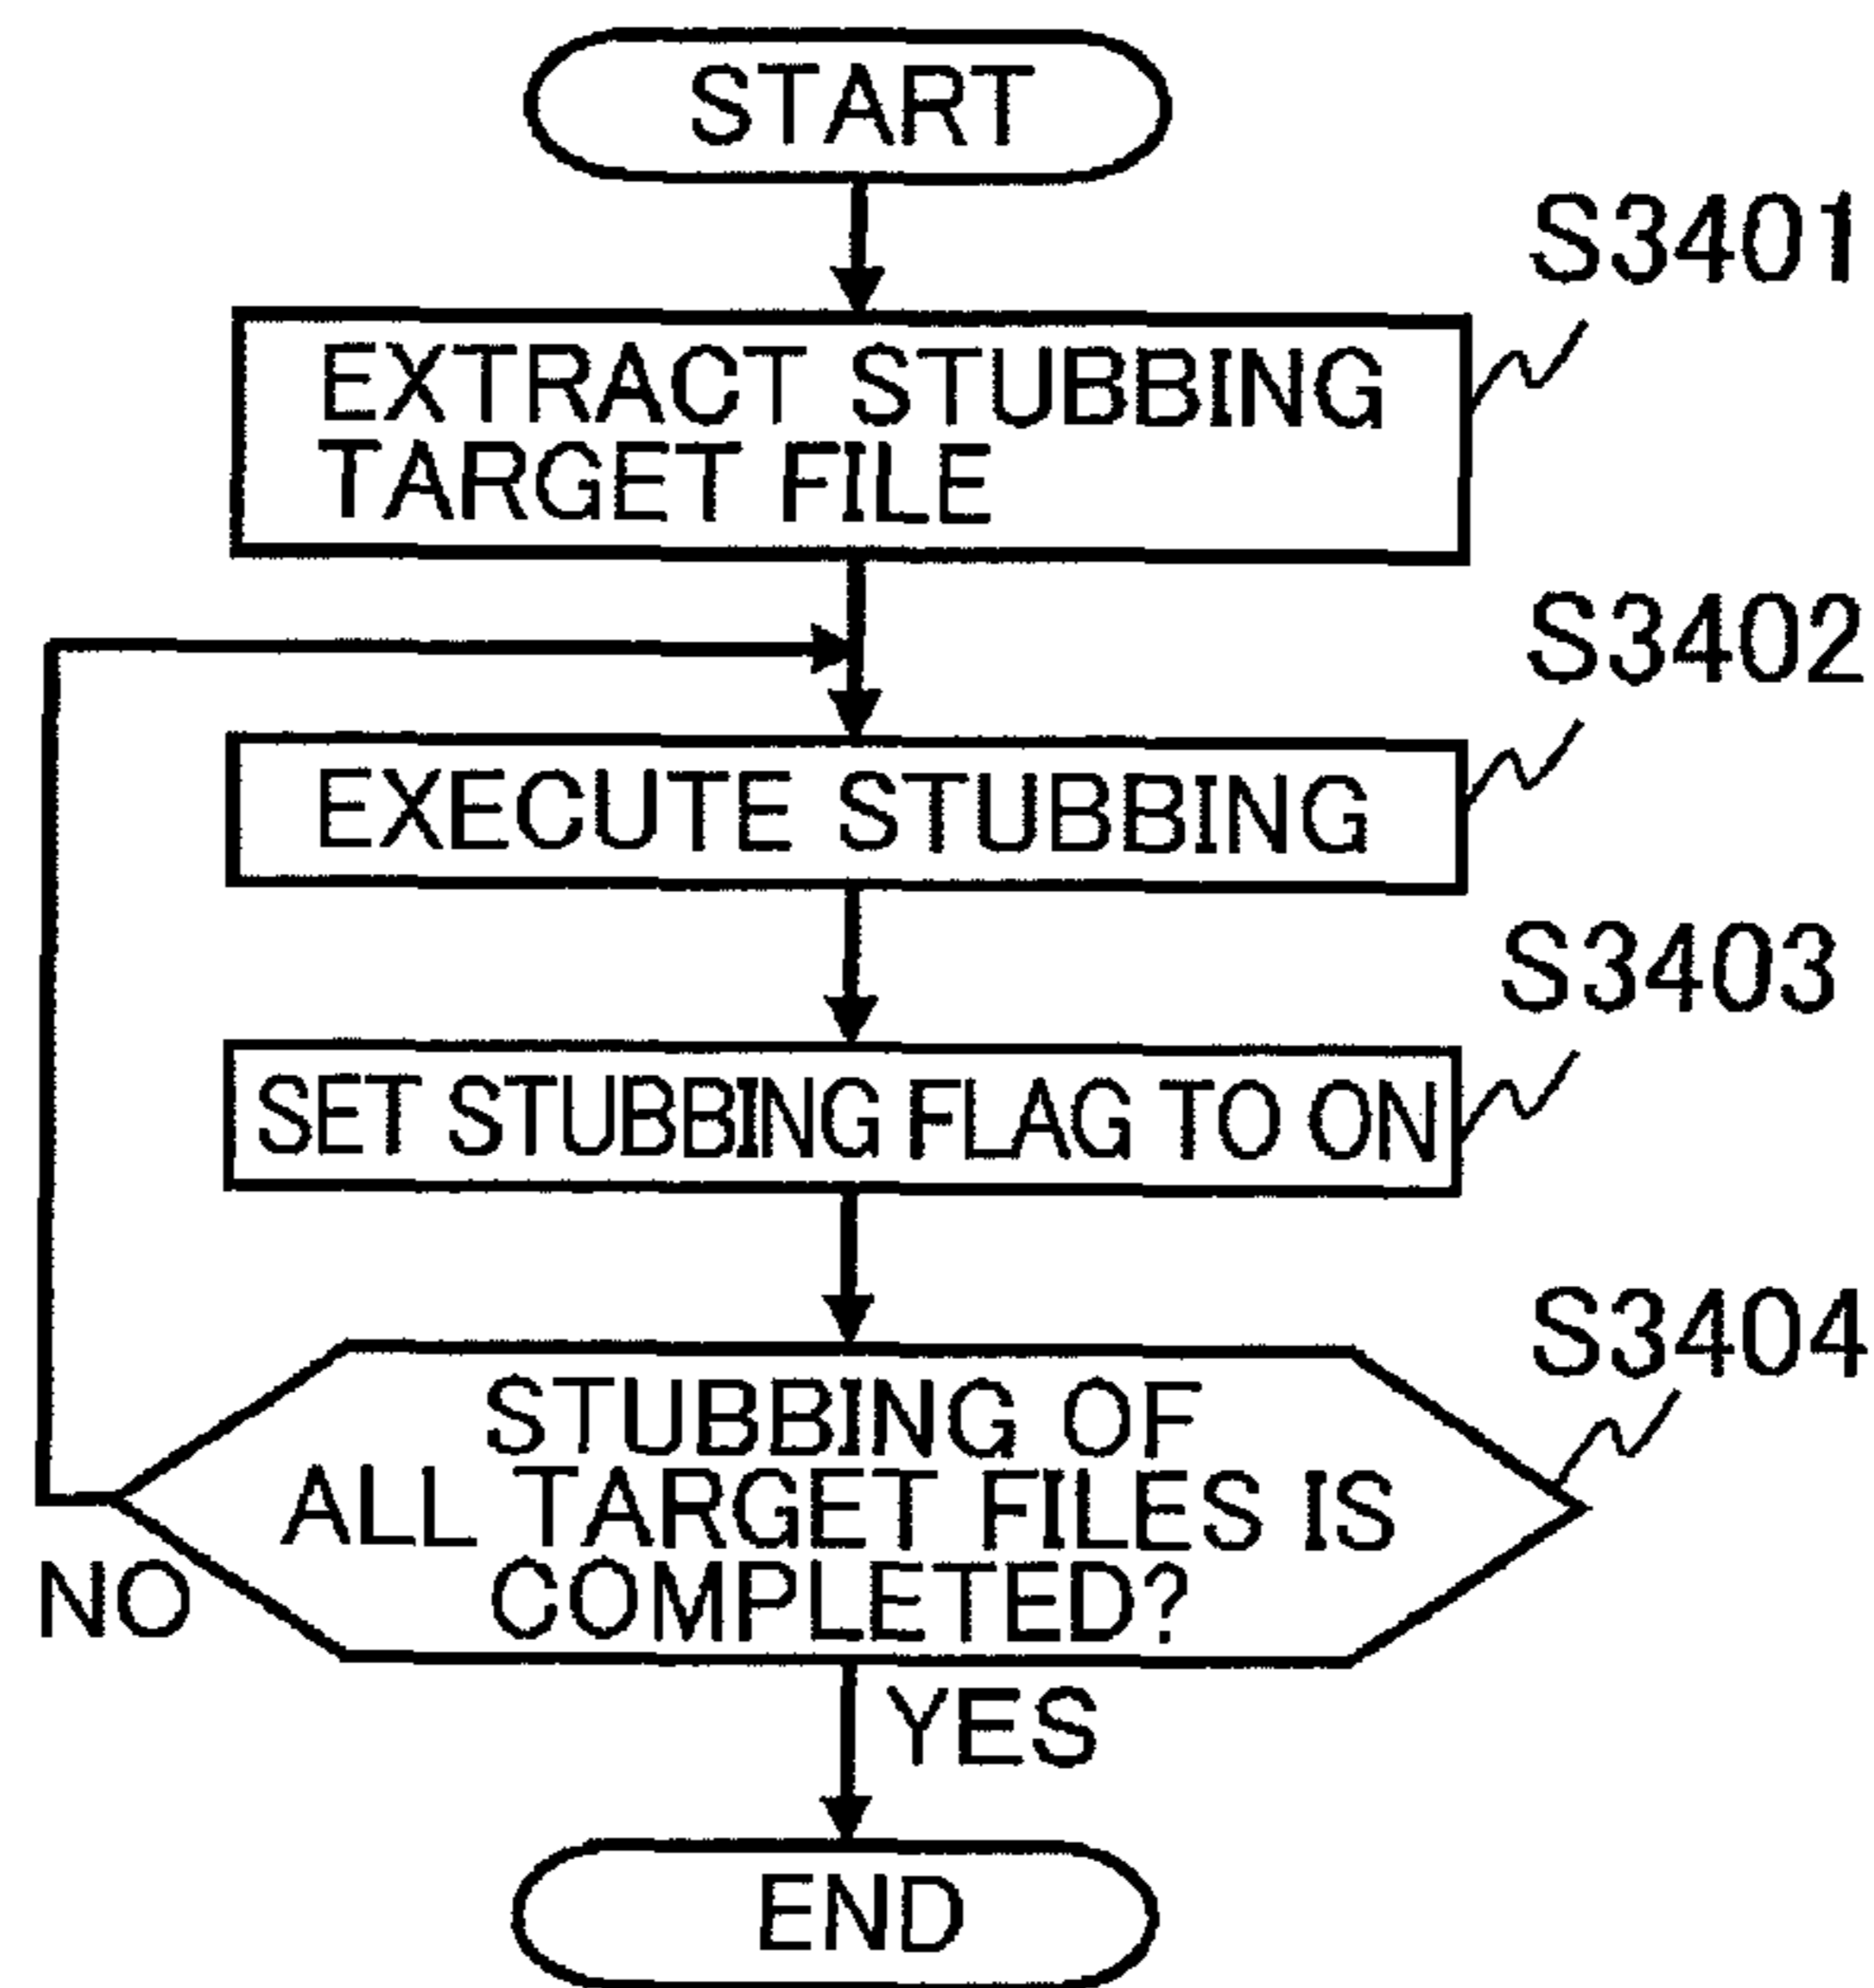 START
S3401
EXTRACT STUBBING
TARGET FILE
S3402
EXECUTE STUBBING
S3403
SET STUBBING FLAG TO ON
S3404
STUBBING OF
ALL TARGET FILES IS
COMPLETED?
NO
YES
END